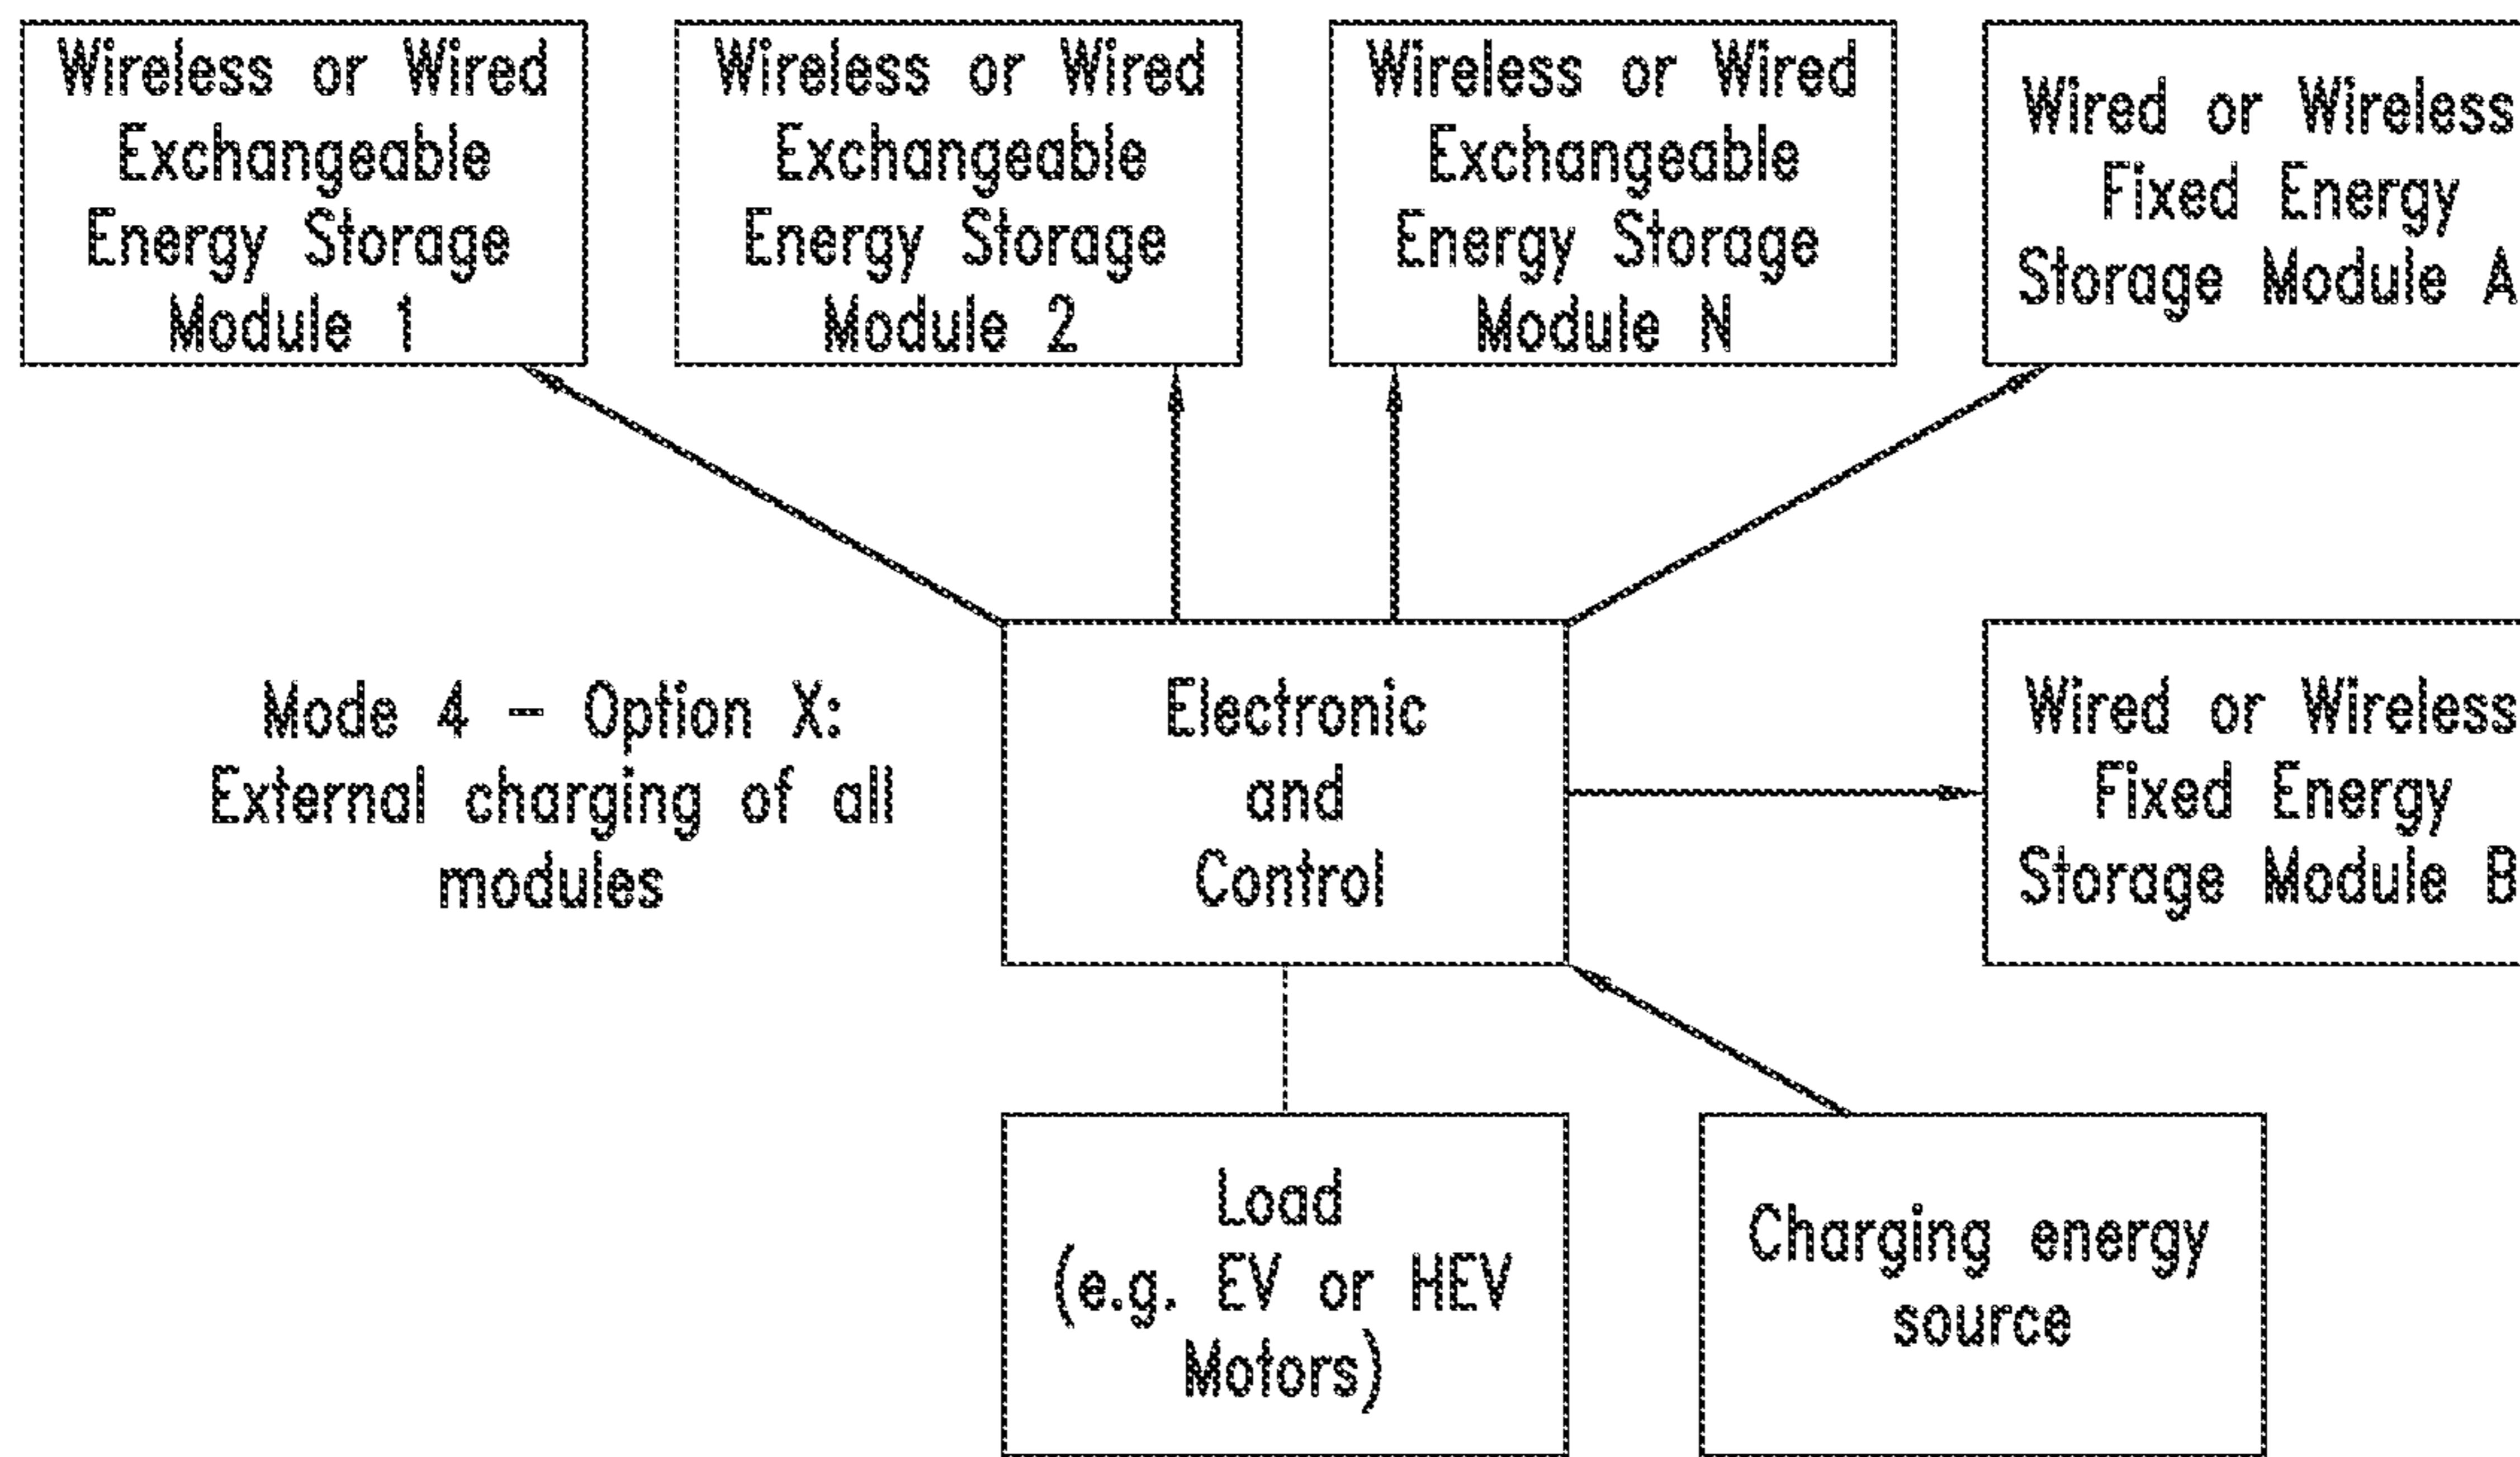 Wireless or Wired
Exchangeable
Energy Storage
Module 1
Wireless or Wired
Exchangeable
Energy Storage
Module 2
Wireless or Wired
Exchangeable
Energy Storage
Module N
Wired or Wireless
Fixed Energy
Storage Module A
Mode 4 – Option X:
External charging of all
modules
Electronic
and
Control
Wired or Wireless
Fixed Energy
Storage Module B
Load
(e.g. EV or HEV
Motors)
Charging energy
source